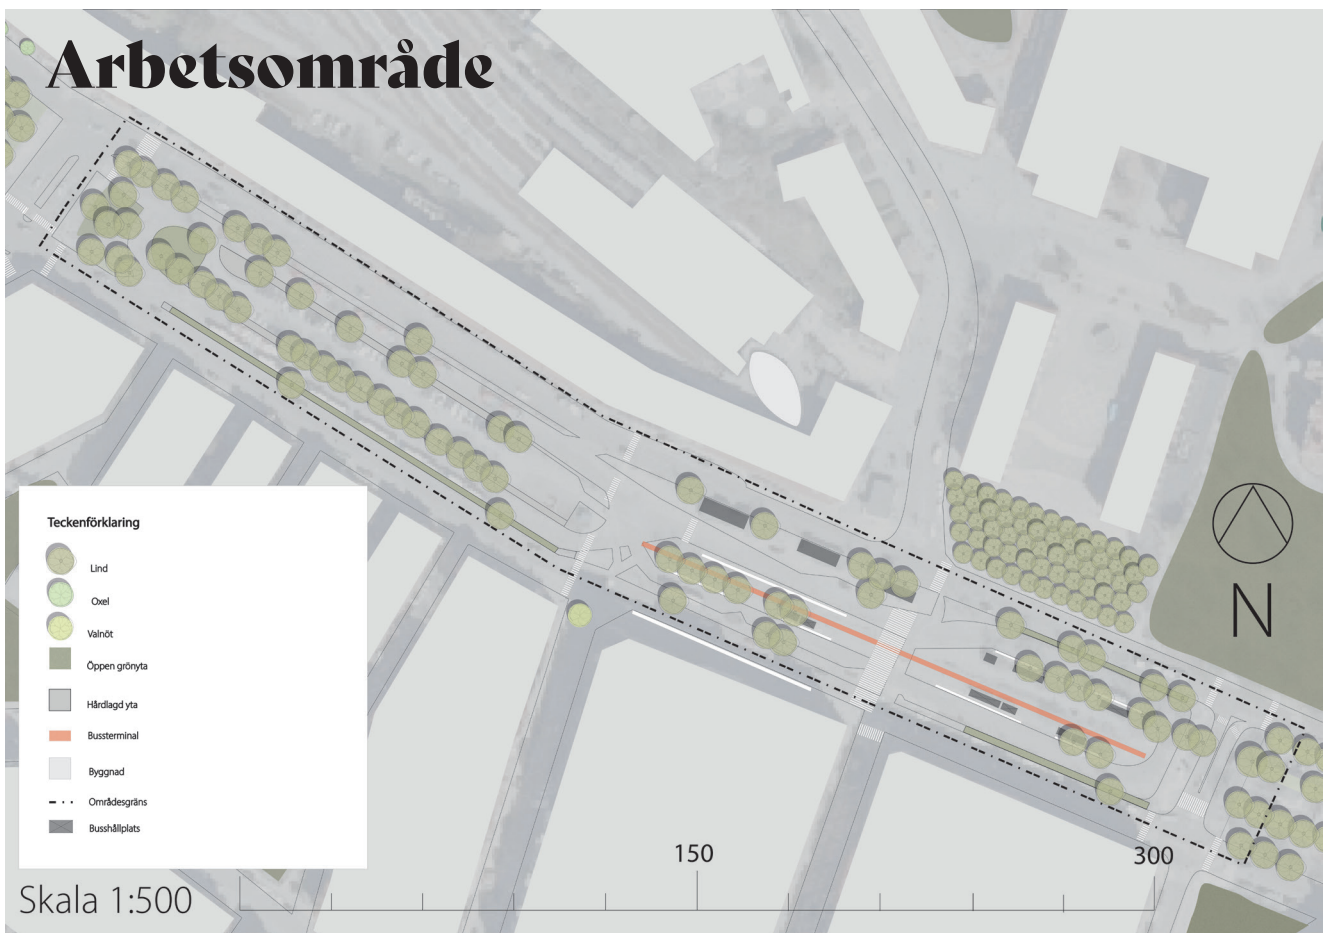 Arbetsområde
Teckenförklaring
Lind
Oxel
Valnöt
Öppen grönyta
Hårdlagd yta
Bussterminal
Byggnad
Områdesgräns
Busshållplats
N
Skala 1:500
150
300